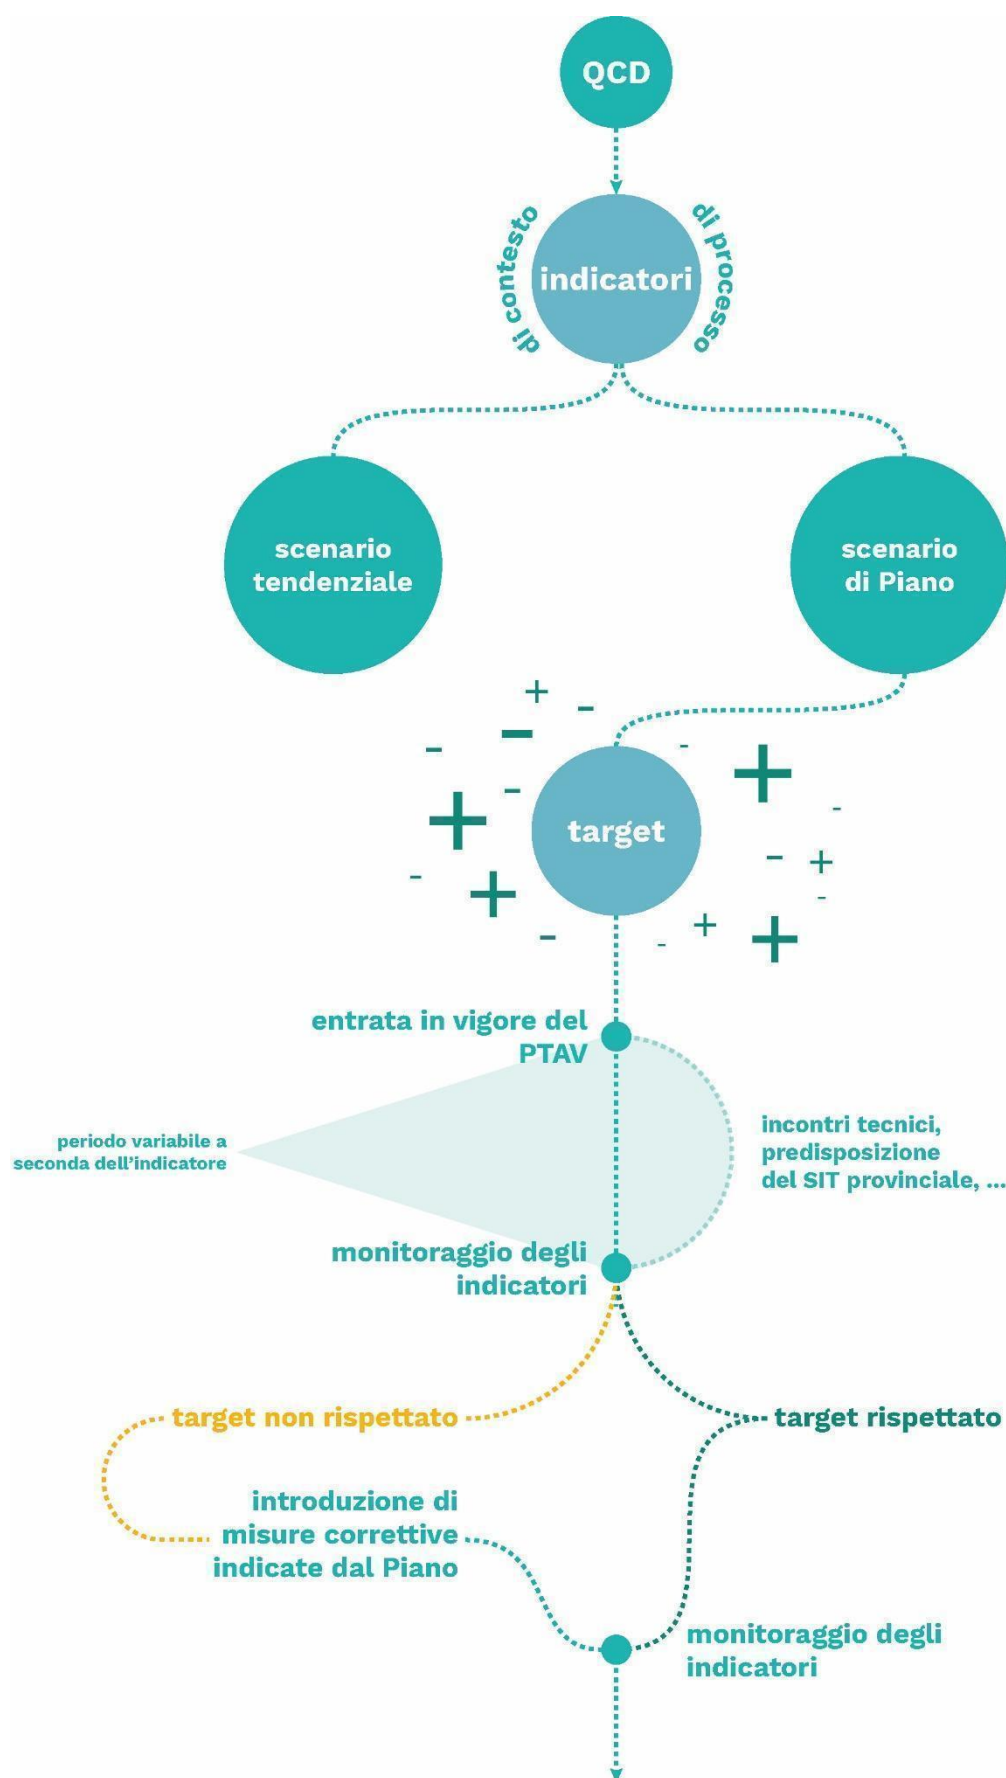 QCD
di contesto
indicatori
di processo
scenario
tendenziale
scenario
di Piano
+ -
- -
- +
+ -
target
-
- +
- +
-
- - + +
entrata in vigore del
PTAV
periodo variabile a
seconda dell'indicatore
incontri tecnici,
predisposizione
del SIT provinciale, ...
monitoraggio degli
indicatori
target non rispettato
target rispettato
introduzione di
misure correttive
indicate dal Piano
monitoraggio degli
indicatori